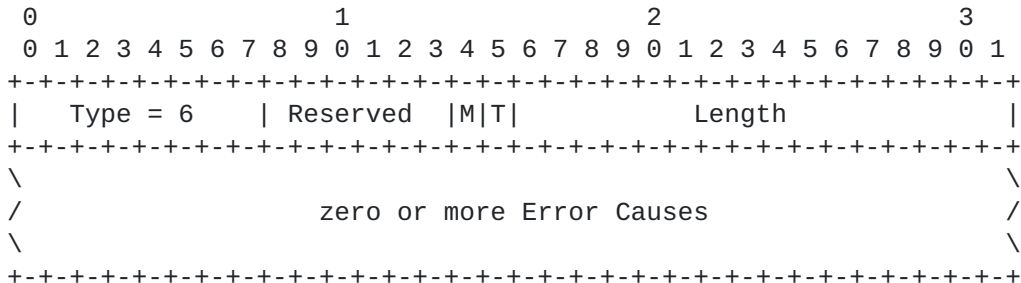 0                   1                   2                   3
 0 1 2 3 4 5 6 7 8 9 0 1 2 3 4 5 6 7 8 9 0 1 2 3 4 5 6 7 8 9 0 1
+-+-+-+-+-+-+-+-+-+-+-+-+-+-+-+-+-+-+-+-+-+-+-+-+-+-+-+-+-+-+-+-+
|   Type = 6    | Reserved  |M|T|           Length              |
+-+-+-+-+-+-+-+-+-+-+-+-+-+-+-+-+-+-+-+-+-+-+-+-+-+-+-+-+-+-+-+-+
\                                                               \
/                   zero or more Error Causes                   /
\                                                               \
+-+-+-+-+-+-+-+-+-+-+-+-+-+-+-+-+-+-+-+-+-+-+-+-+-+-+-+-+-+-+-+-+